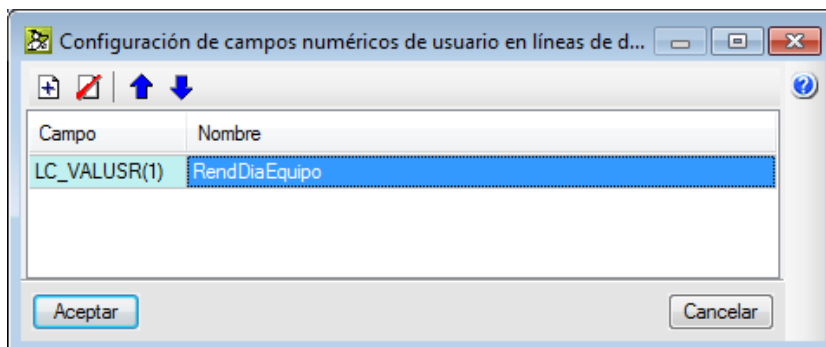 Configuración de campos numéricos de usuario en líneas de d...
Campo Nombre
LC_VALUSR(1) RendDiaEquipo
Aceptar Cancelar